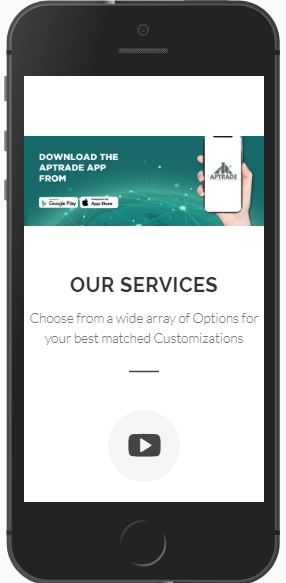 DOWNLOAD THE
APTRADE APP
FROM
APTRADE
Google Play
App Store
OUR SERVICES
Choose from a wide array of Options for
your best matched Customizations